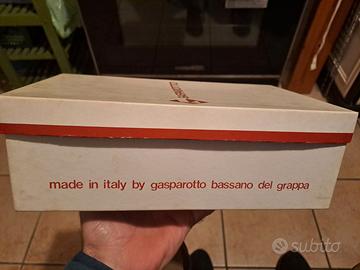 made in italy by gasparotto bassano del grappa
subito